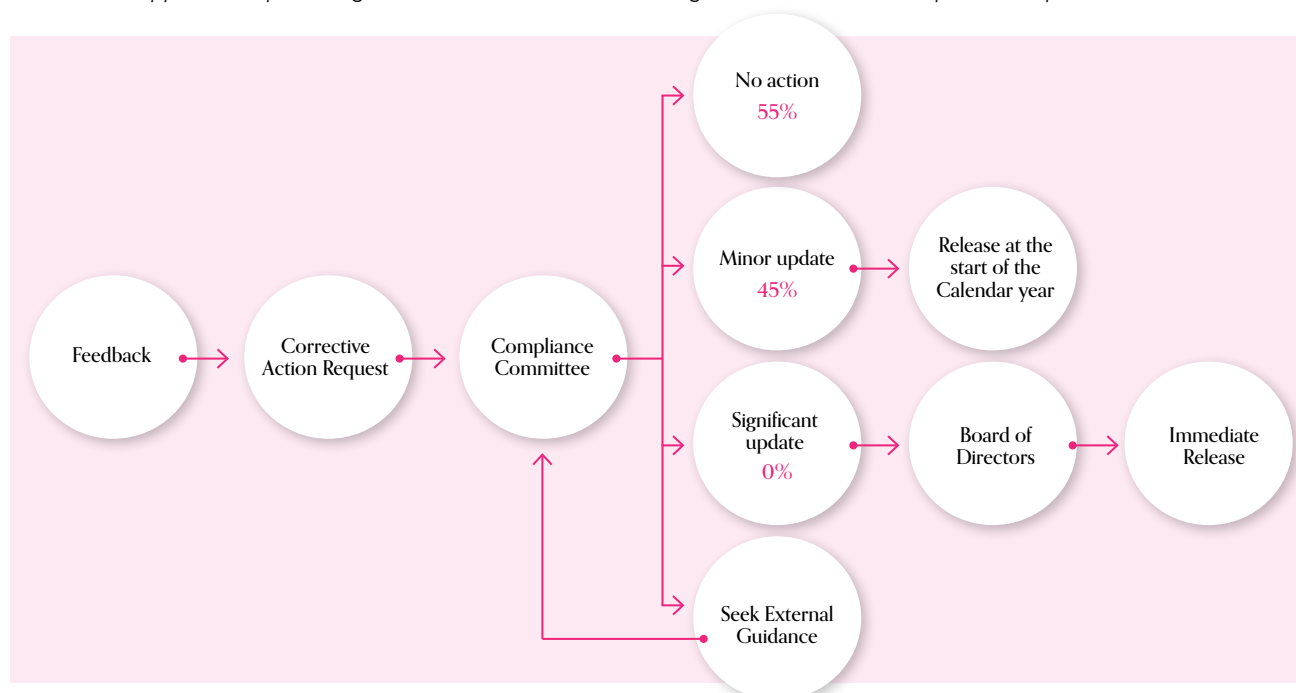 No action
55%
Minor update
45%
Release at the
start of the
Calendar year
Feedback
Corrective
Action Request
Compliance
Committee
Significant
update
0%
Board of
Directors
Immediate
Release
Seek External
Guidance